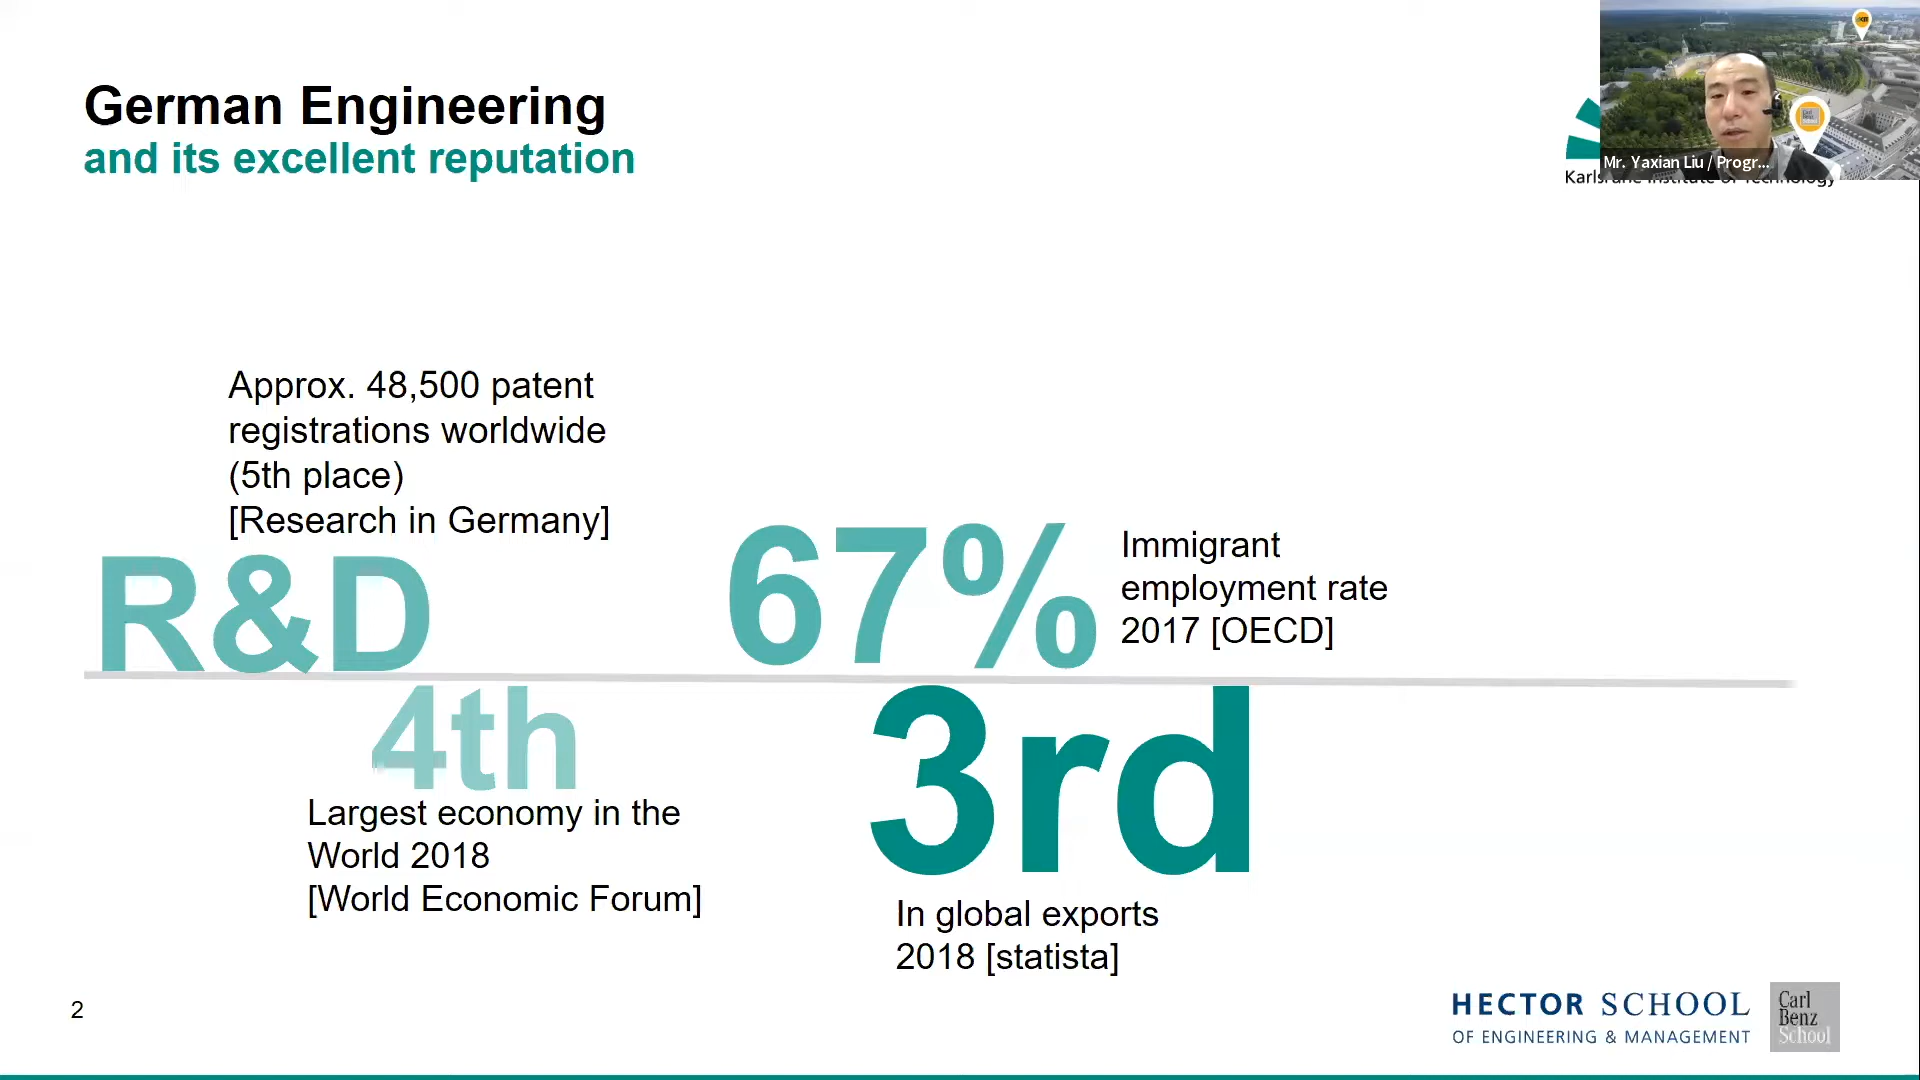 German Engineering
and its excellent reputation
Mr. Yaxian Liu / Progr...
Karlsruhe Institute of Technology
Approx. 48,500 patent
registrations worldwide
(5th place)
[Research in Germany]
R&D
67%
Immigrant
employment rate
2017 [OECD]
4th
Largest economy in the
World 2018
[World Economic Forum]
3rd
In global exports
2018 [statista]
2
HECTOR SCHOOL
OF ENGINEERING & MANAGEMENT
Carl
Benz
School